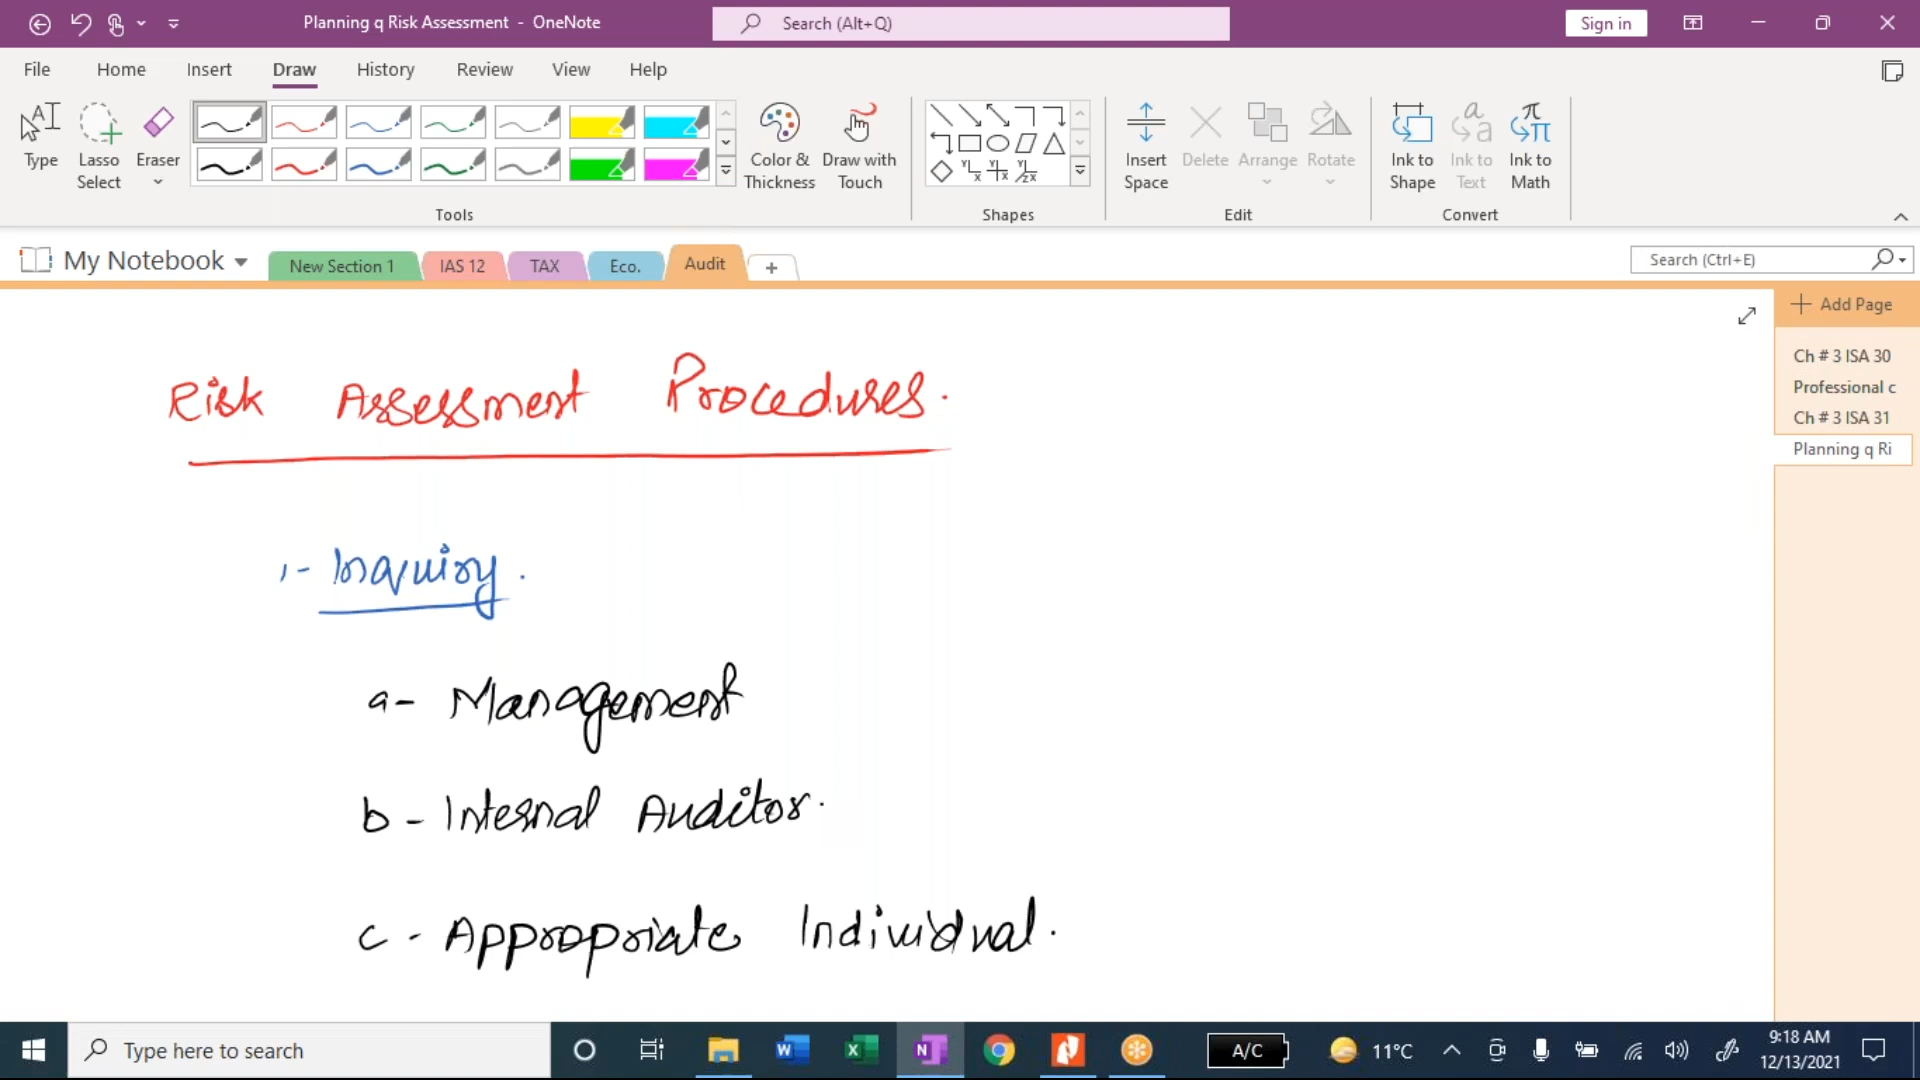 Planning q Risk Assessment - OneNote
Search (Alt+Q)
Sign in
File Home Insert Draw History Review View Help
Type
Lasso Select
Eraser
Color & Thickness
Draw with Touch
Insert Space
Delete
Arrange
Rotate
Ink to Shape
Ink to Text
Ink to Math
Tools Shapes Edit Convert
My Notebook
New Section 1 IAS 12 TAX Eco. Audit +
Search (Ctrl+E)
Add Page
Ch # 3 ISA 30
Professional c
Ch # 3 ISA 31
Planning q Ri
Risk Assessment Procedures.
1- Inquiry.
a- Management
b- Internal Auditor.
c- Appropriate Individual.
Type here to search
A/C
11°C
9:18 AM
12/13/2021